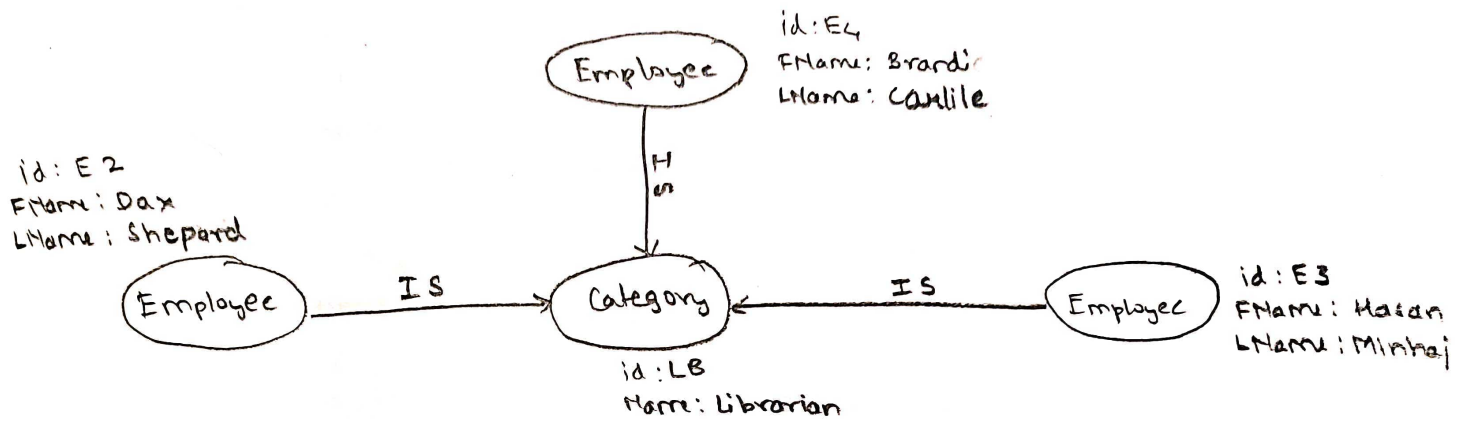 id: E4
FName: Brandi
LName: Carlile
Employee
IS
id: E2
FName: Dax
LName: Shepard
Employee
IS
Category
id: LB
Name: Librarian
IS
Employee
id: E3
FName: Hasan
LName: Minhaj